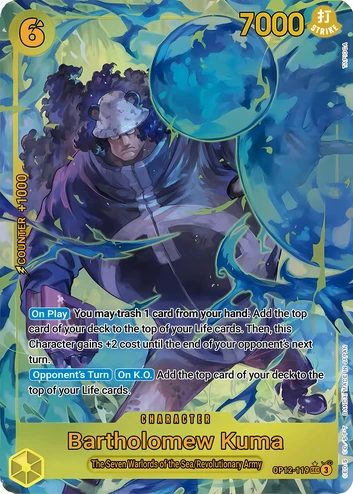 6
7000
打
STRIKE
COUNTER +1000
On Play You may trash 1 card from your hand: Add the top
card of your deck to the top of your Life cards. Then, this
Character gains +2 cost until the end of your opponent's next
turn.
Opponent's Turn On K.O. Add the top card of your deck to the
top of your Life cards.
CHARACTER
Bartholomew Kuma
The Seven Warlords of the Sea/Revolutionary Army
OP12-119
3